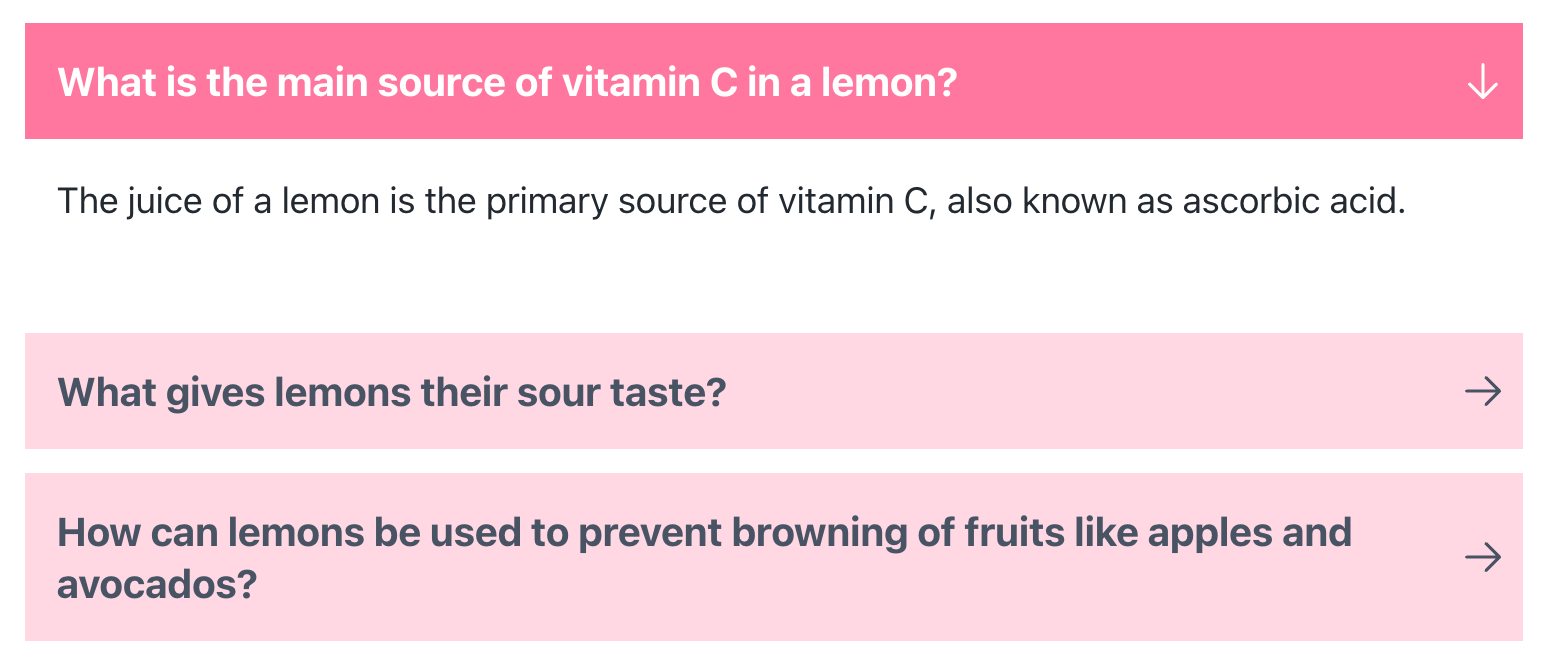 What is the main source of vitamin C in a lemon?
The juice of a lemon is the primary source of vitamin C, also known as ascorbic acid.
What gives lemons their sour taste?
How can lemons be used to prevent browning of fruits like apples and
avocados?